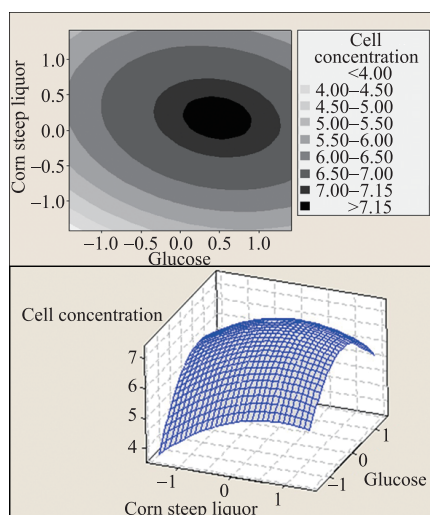 Cell
concentration
<4.00
4.00–4.50
4.50–5.00
5.00–5.50
5.50–6.00
6.00–6.50
6.50–7.00
7.00–7.15
>7.15
Corn steep liquor
1.0
0.5
0.0
−0.5
−1.0
−1.0 −0.5 0.0 0.5 1.0
Glucose
Cell concentration
7
6
5
4
−1 0 1
Corn steep liquor
−1 0 1
Glucose